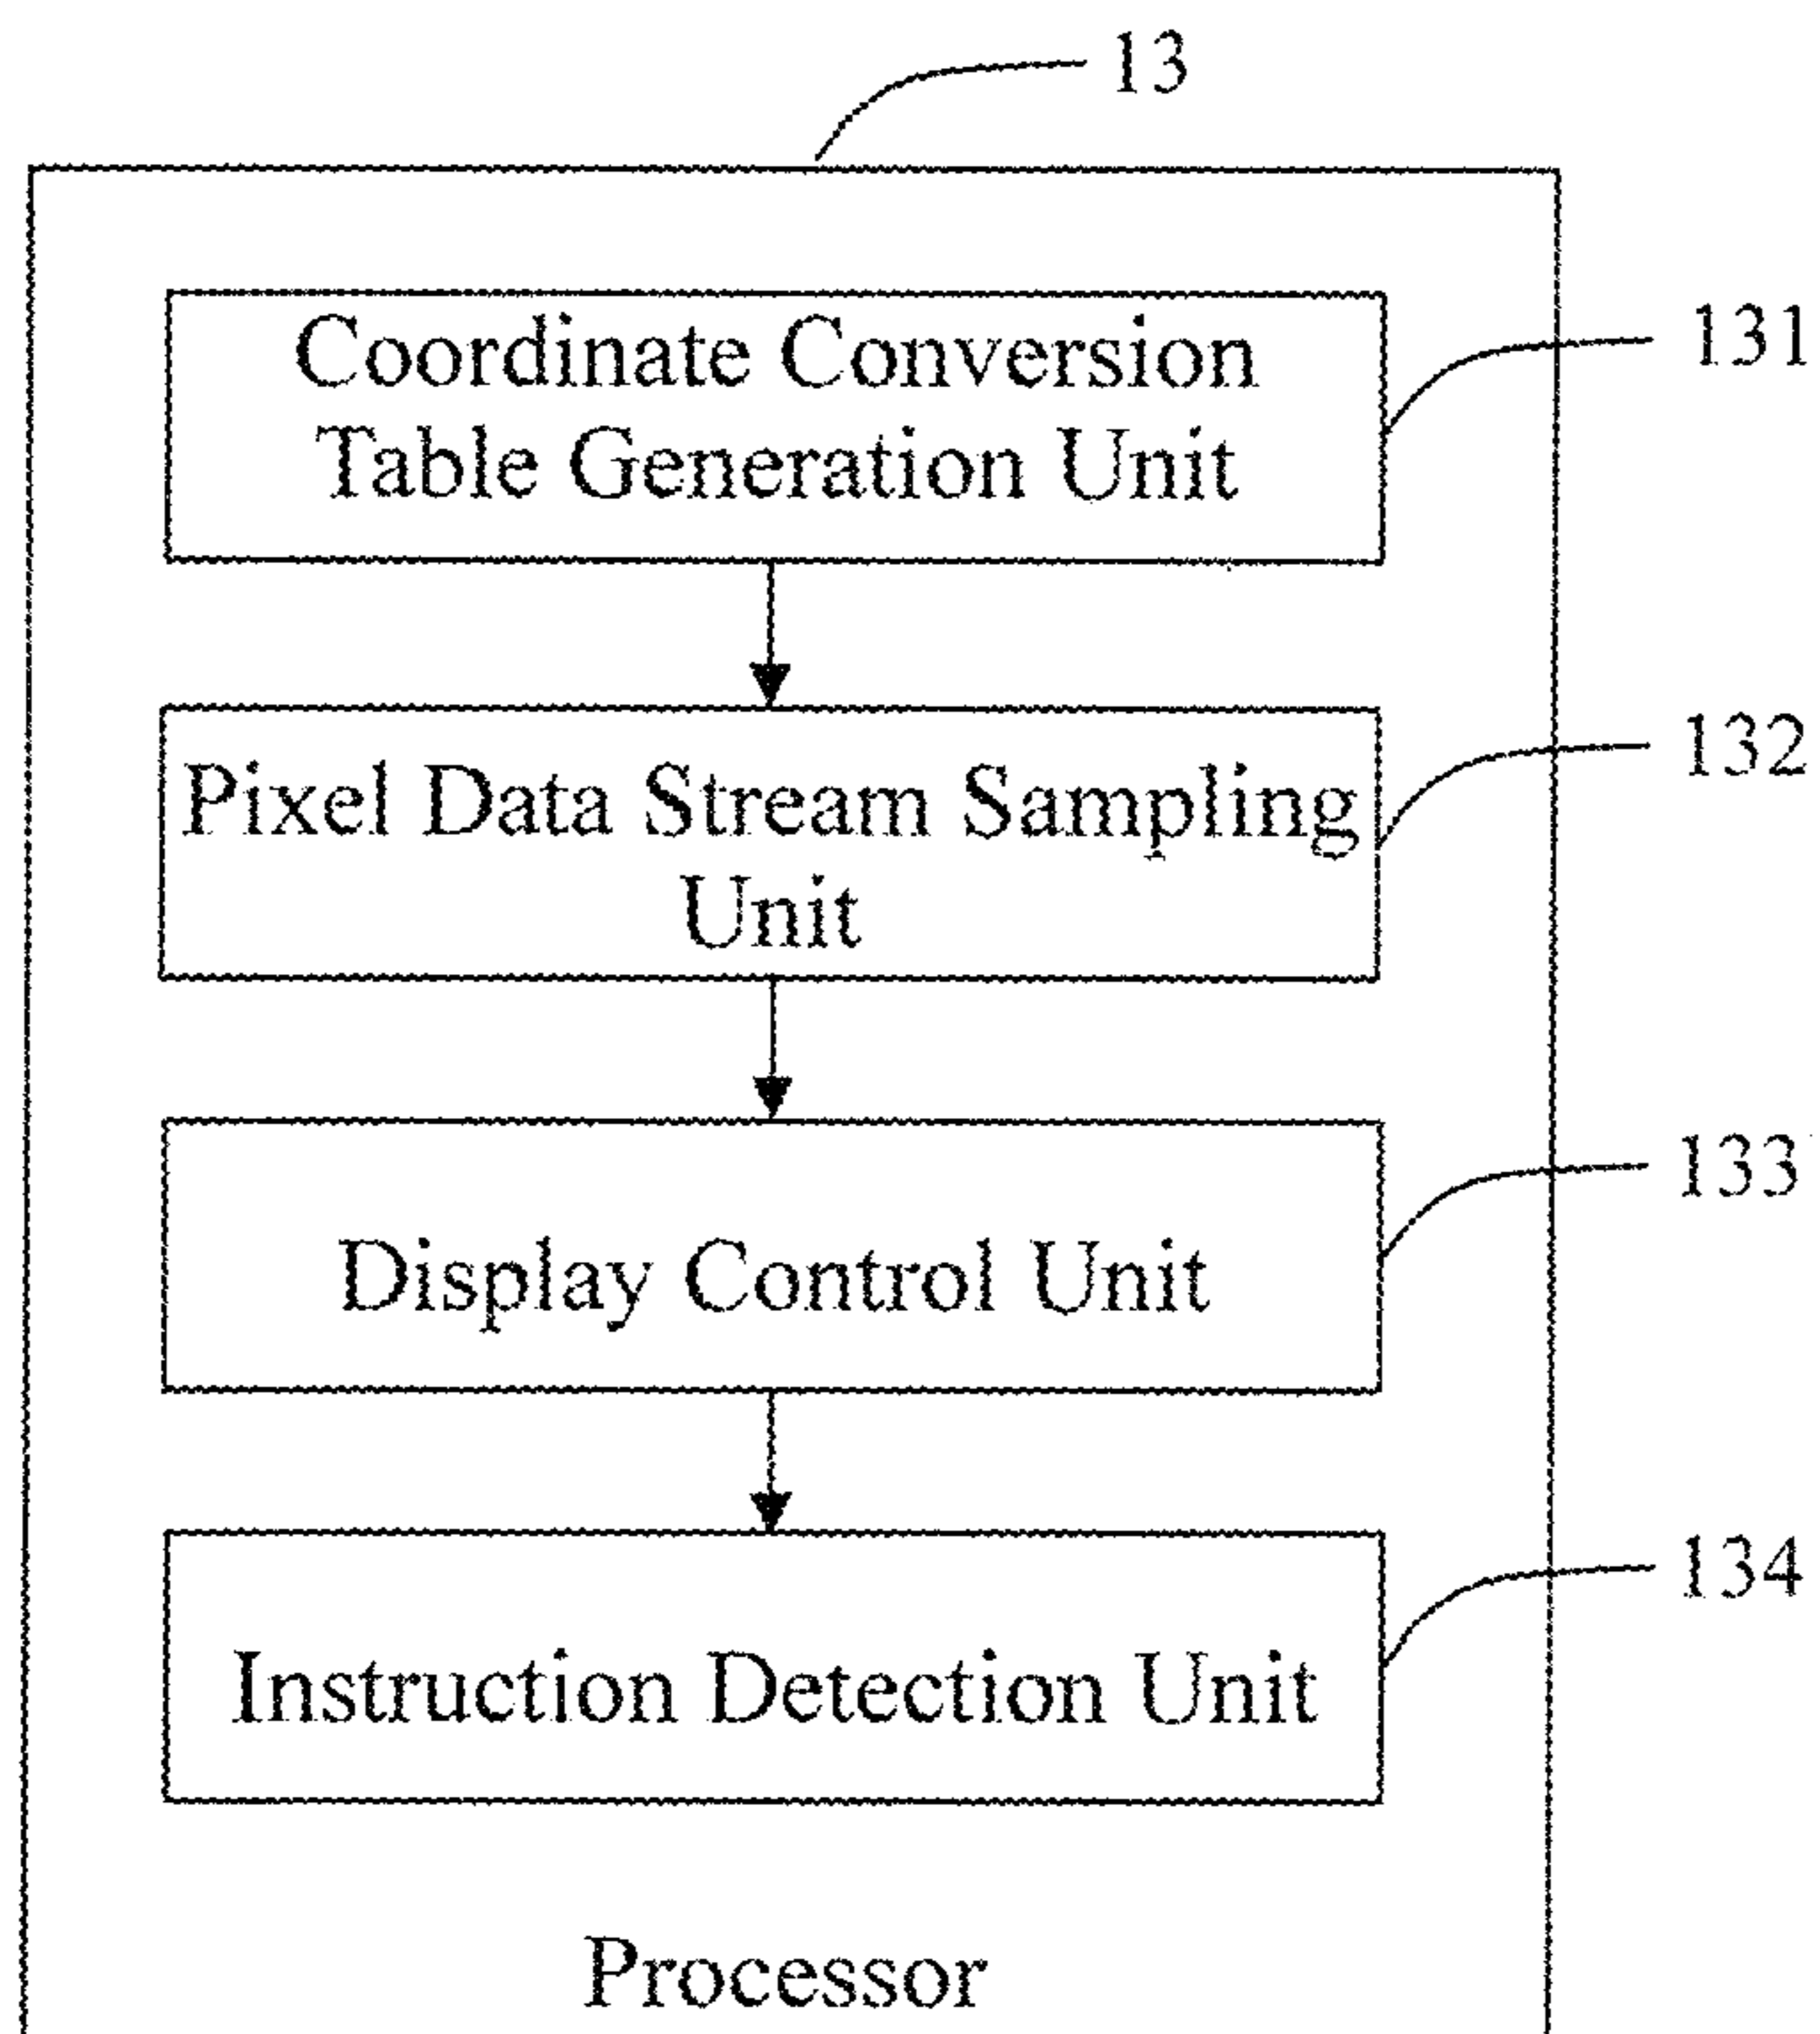 13
Coordinate Conversion
Table Generation Unit
131
Pixel Data Stream Sampling
Unit
132
Display Control Unit
133
Instruction Detection Unit
134
Processor